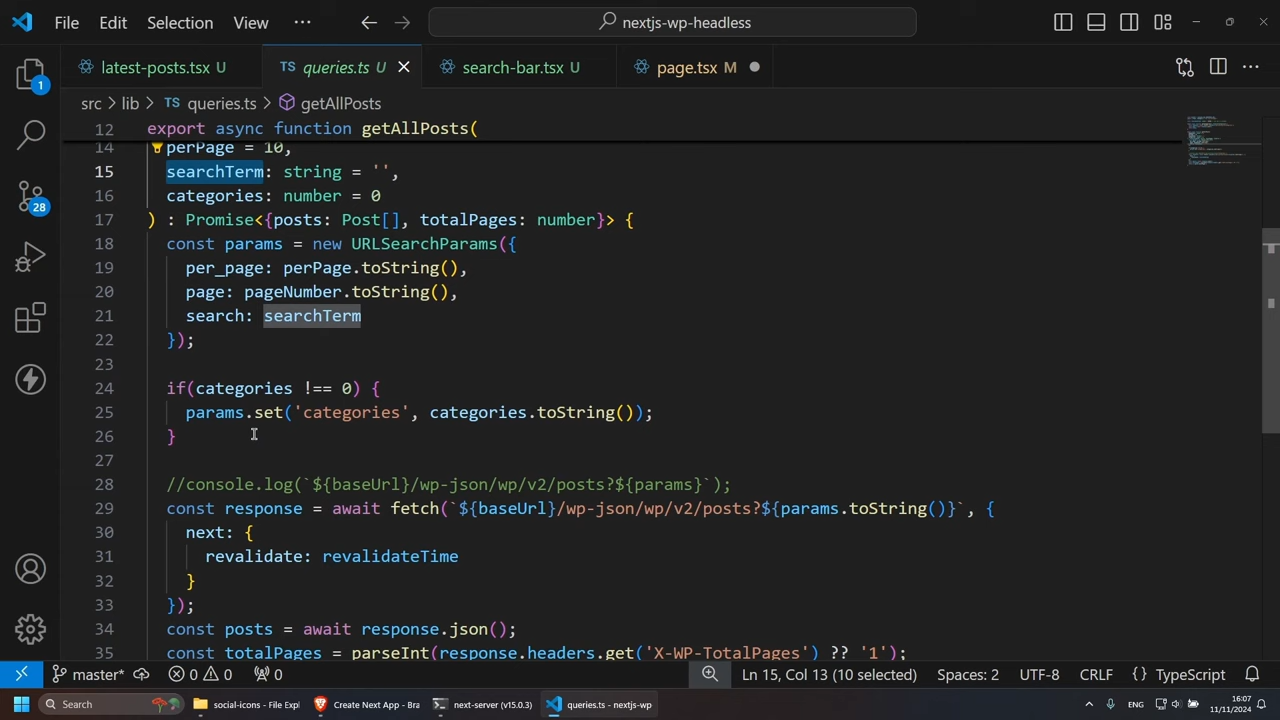 File Edit Selection View ··· nextjs-wp-headless
1
latest-posts.tsx U TS queries.ts U search-bar.tsx U page.tsx M
src > lib > TS queries.ts > getAllPosts
12 export async function getAllPosts(
14 perPage = 10,
15 searchTerm: string = '',
16 categories: number = 0
17 ) : Promise<{posts: Post[], totalPages: number}> {
18 const params = new URLSearchParams({
19 per_page: perPage.toString(),
20 page: pageNumber.toString(),
21 search: searchTerm
22 });
23
24 if(categories !== 0) {
25 params.set('categories', categories.toString());
26 }
27
28 //console.log(`${baseUrl}/wp-json/wp/v2/posts?${params}`);
29 const response = await fetch(`${baseUrl}/wp-json/wp/v2/posts?${params.toString()}`, {
30 next: {
31 revalidate: revalidateTime
32 }
33 });
34 const posts = await response.json();
35 const totalPages = parseInt(response.headers.get('X-WP-TotalPages') ?? '1');
28
master* 0 0 0 Ln 15, Col 13 (10 selected) Spaces: 2 UTF-8 CRLF {} TypeScript
Search social-icons - File Expl Create Next App - Bra next-server (v15.0.3) queries.ts - nextjs-wp ENG 16:07
11/11/2024